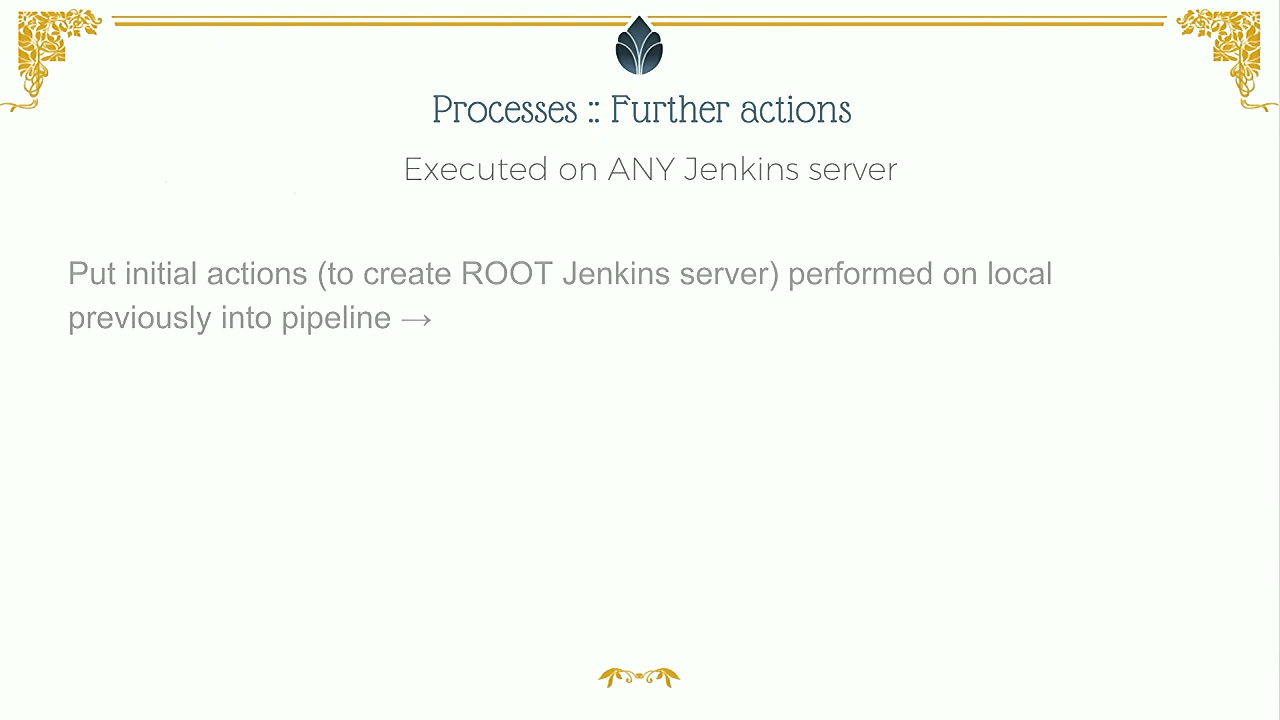 Processes :: Further actions
Executed on ANY Jenkins server
Put initial actions (to create ROOT Jenkins server) performed on local
previously into pipeline →